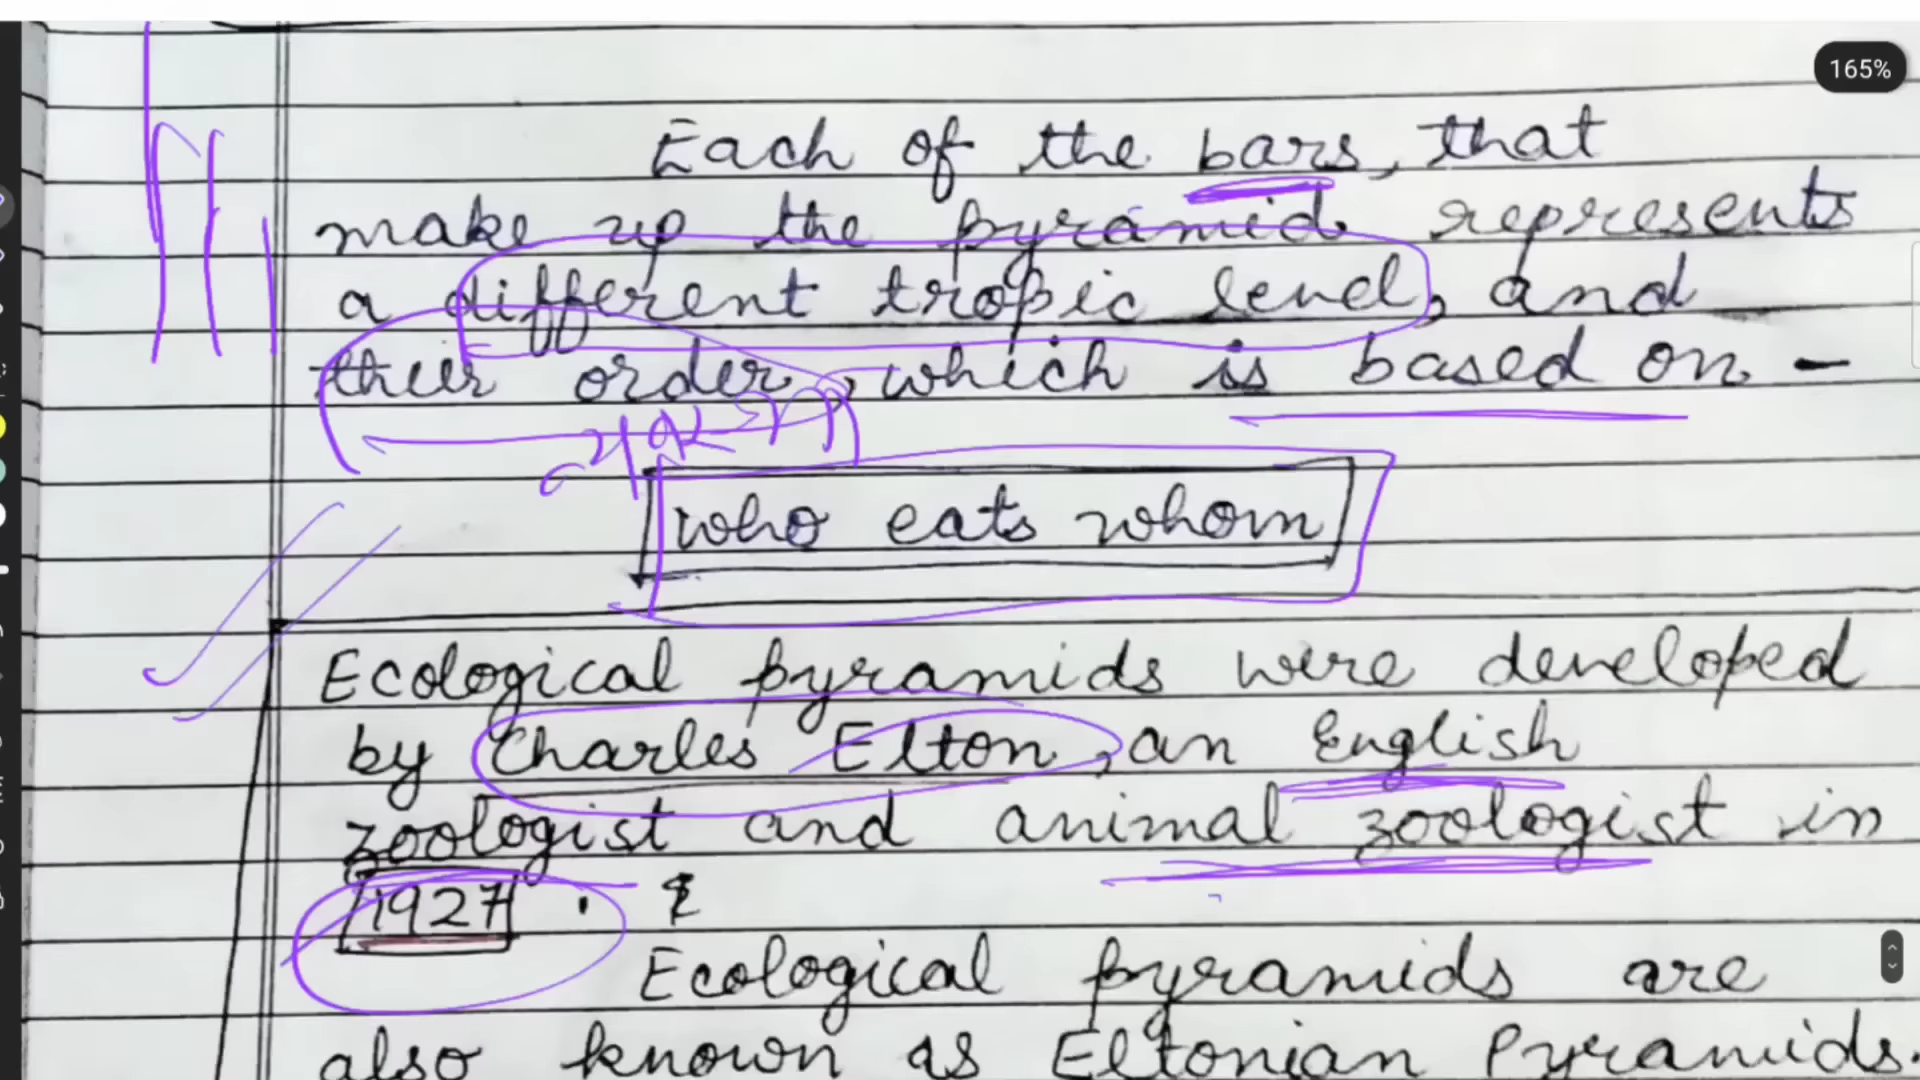 165%
Each of the bars, that
make up the pyramid represents
a different tropic level, and
their order, which is based on -
who eats whom
Ecological pyramids were developed
by Charles Elton, an English
zoologist and animal zoologist in
1927.
Ecological pyramids are
also known as Eltonian Pyramids.